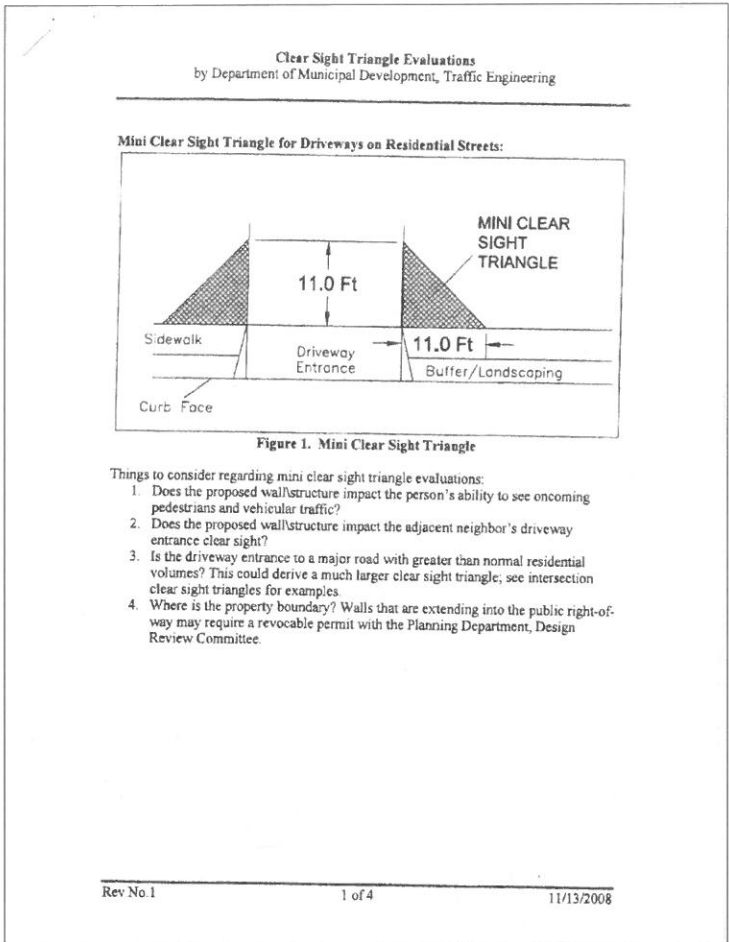 Clear Sight Triangle Evaluations
by Department of Municipal Development, Traffic Engineering
Mini Clear Sight Triangle for Driveways on Residential Streets:
MINI CLEAR
SIGHT
TRIANGLE
11.0 Ft
Sidewalk
Driveway
Entrance
11.0 Ft
Buffer/Landscaping
Curb Face
Figure 1. Mini Clear Sight Triangle
Things to consider regarding mini clear sight triangle evaluations:
1. Does the proposed wall\structure impact the person's ability to see oncoming
pedestrians and vehicular traffic?
2. Does the proposed wall\structure impact the adjacent neighbor's driveway
entrance clear sight?
3. Is the driveway entrance to a major road with greater than normal residential
volumes? This could derive a much larger clear sight triangle; see intersection
clear sight triangles for examples.
4. Where is the property boundary? Walls that are extending into the public right-of-
way may require a revocable permit with the Planning Department, Design
Review Committee.
Rev No.1
1 of 4
11/13/2008